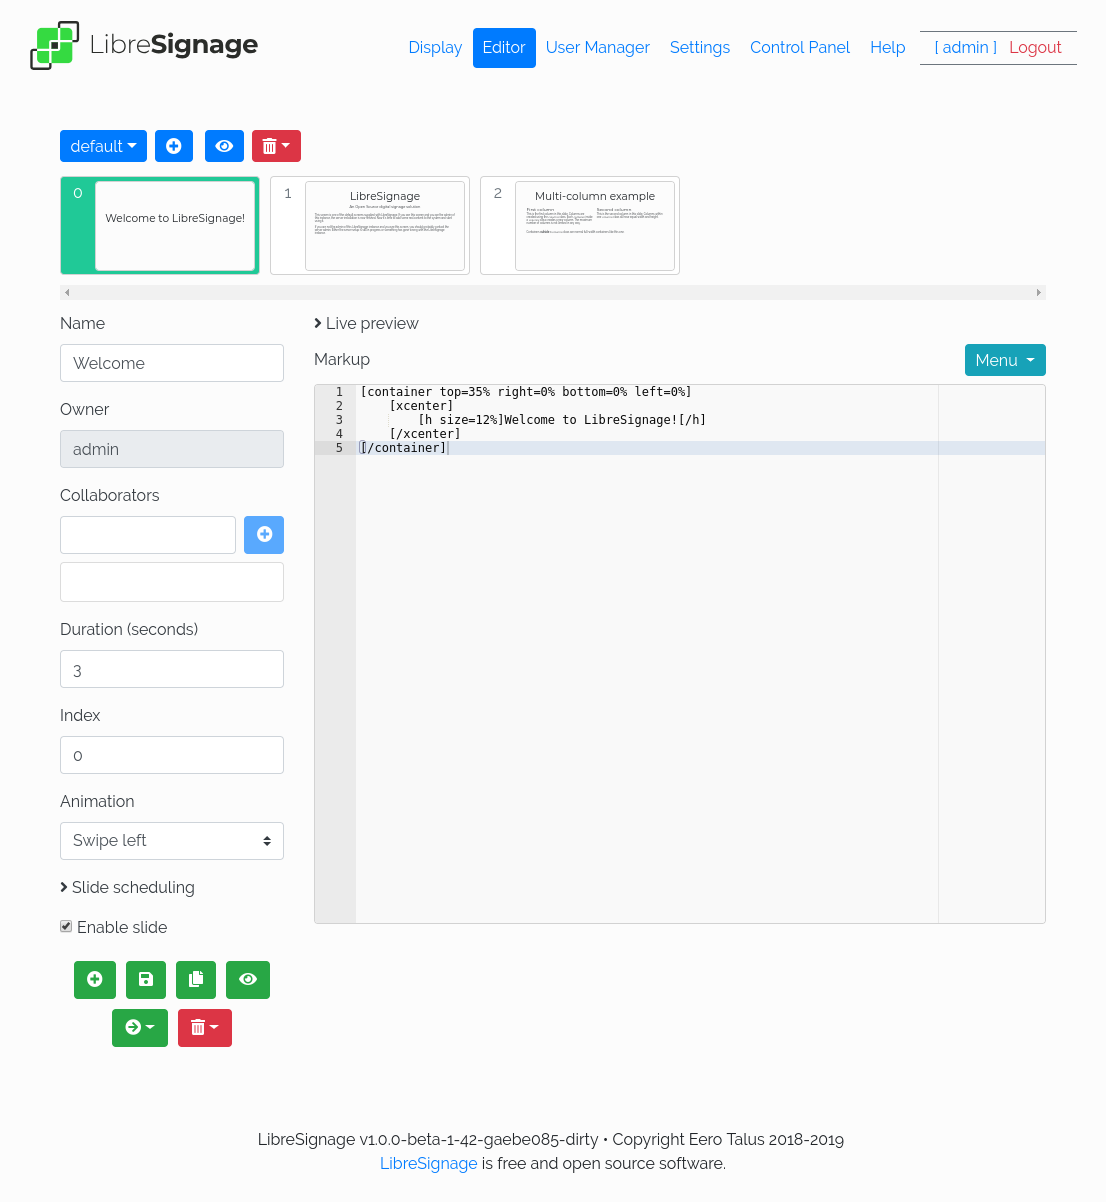 LibreSignage
Display Editor User Manager Settings Control Panel Help [ admin ] Logout
default
0
Welcome to LibreSignage!
1
LibreSignage
An Open Source digital signage solution
2
Multi-column example
First column Second column
Name
Welcome
Owner
admin
Collaborators
Duration (seconds)
3
Index
0
Animation
Swipe left
Slide scheduling
Enable slide
Live preview
Markup
Menu
1 [container top=35% right=0% bottom=0% left=0%]
2 [xcenter]
3 [h size=12%]Welcome to LibreSignage![/h]
4 [/xcenter]
5 [/container]
LibreSignage v1.0.0-beta-1-42-gaebe085-dirty • Copyright Eero Talus 2018-2019
LibreSignage is free and open source software.